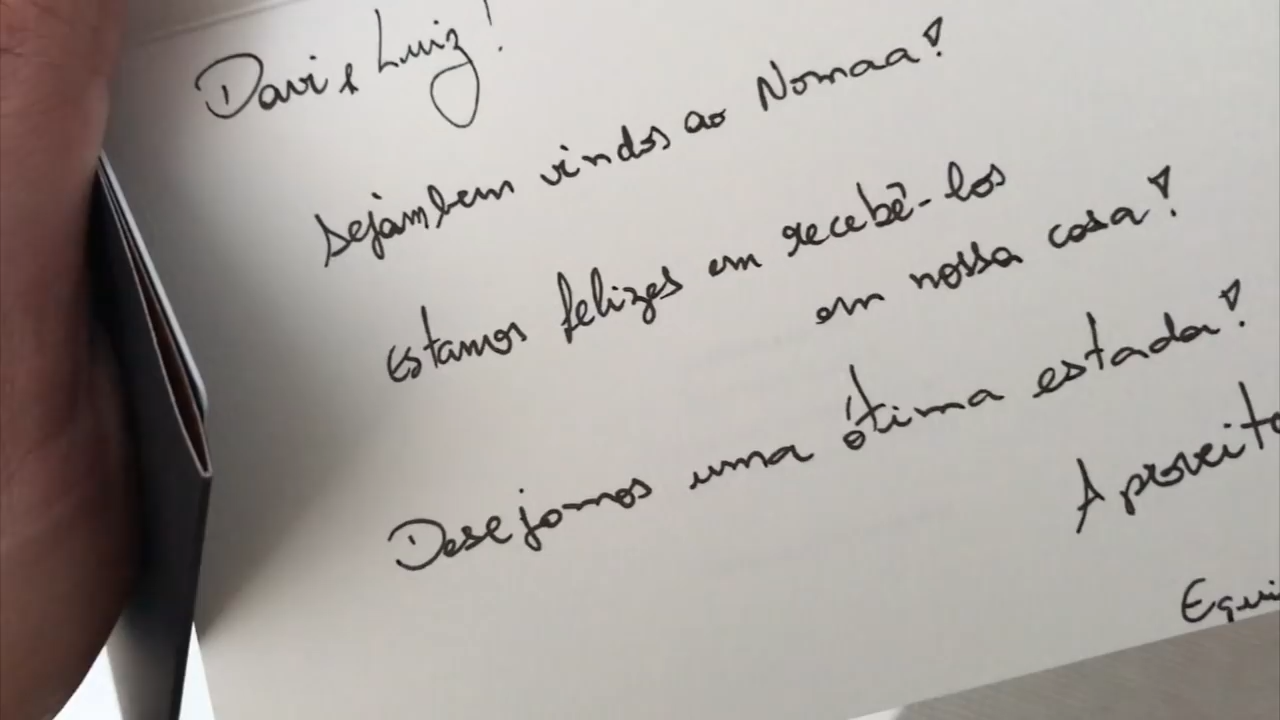 Davi e Luiz!
Sejam bem vindos ao Nomaa!
Estamos felizes em recebê-los
em nossa casa!
Desejamos uma ótima estada!
Aproveite
Equi